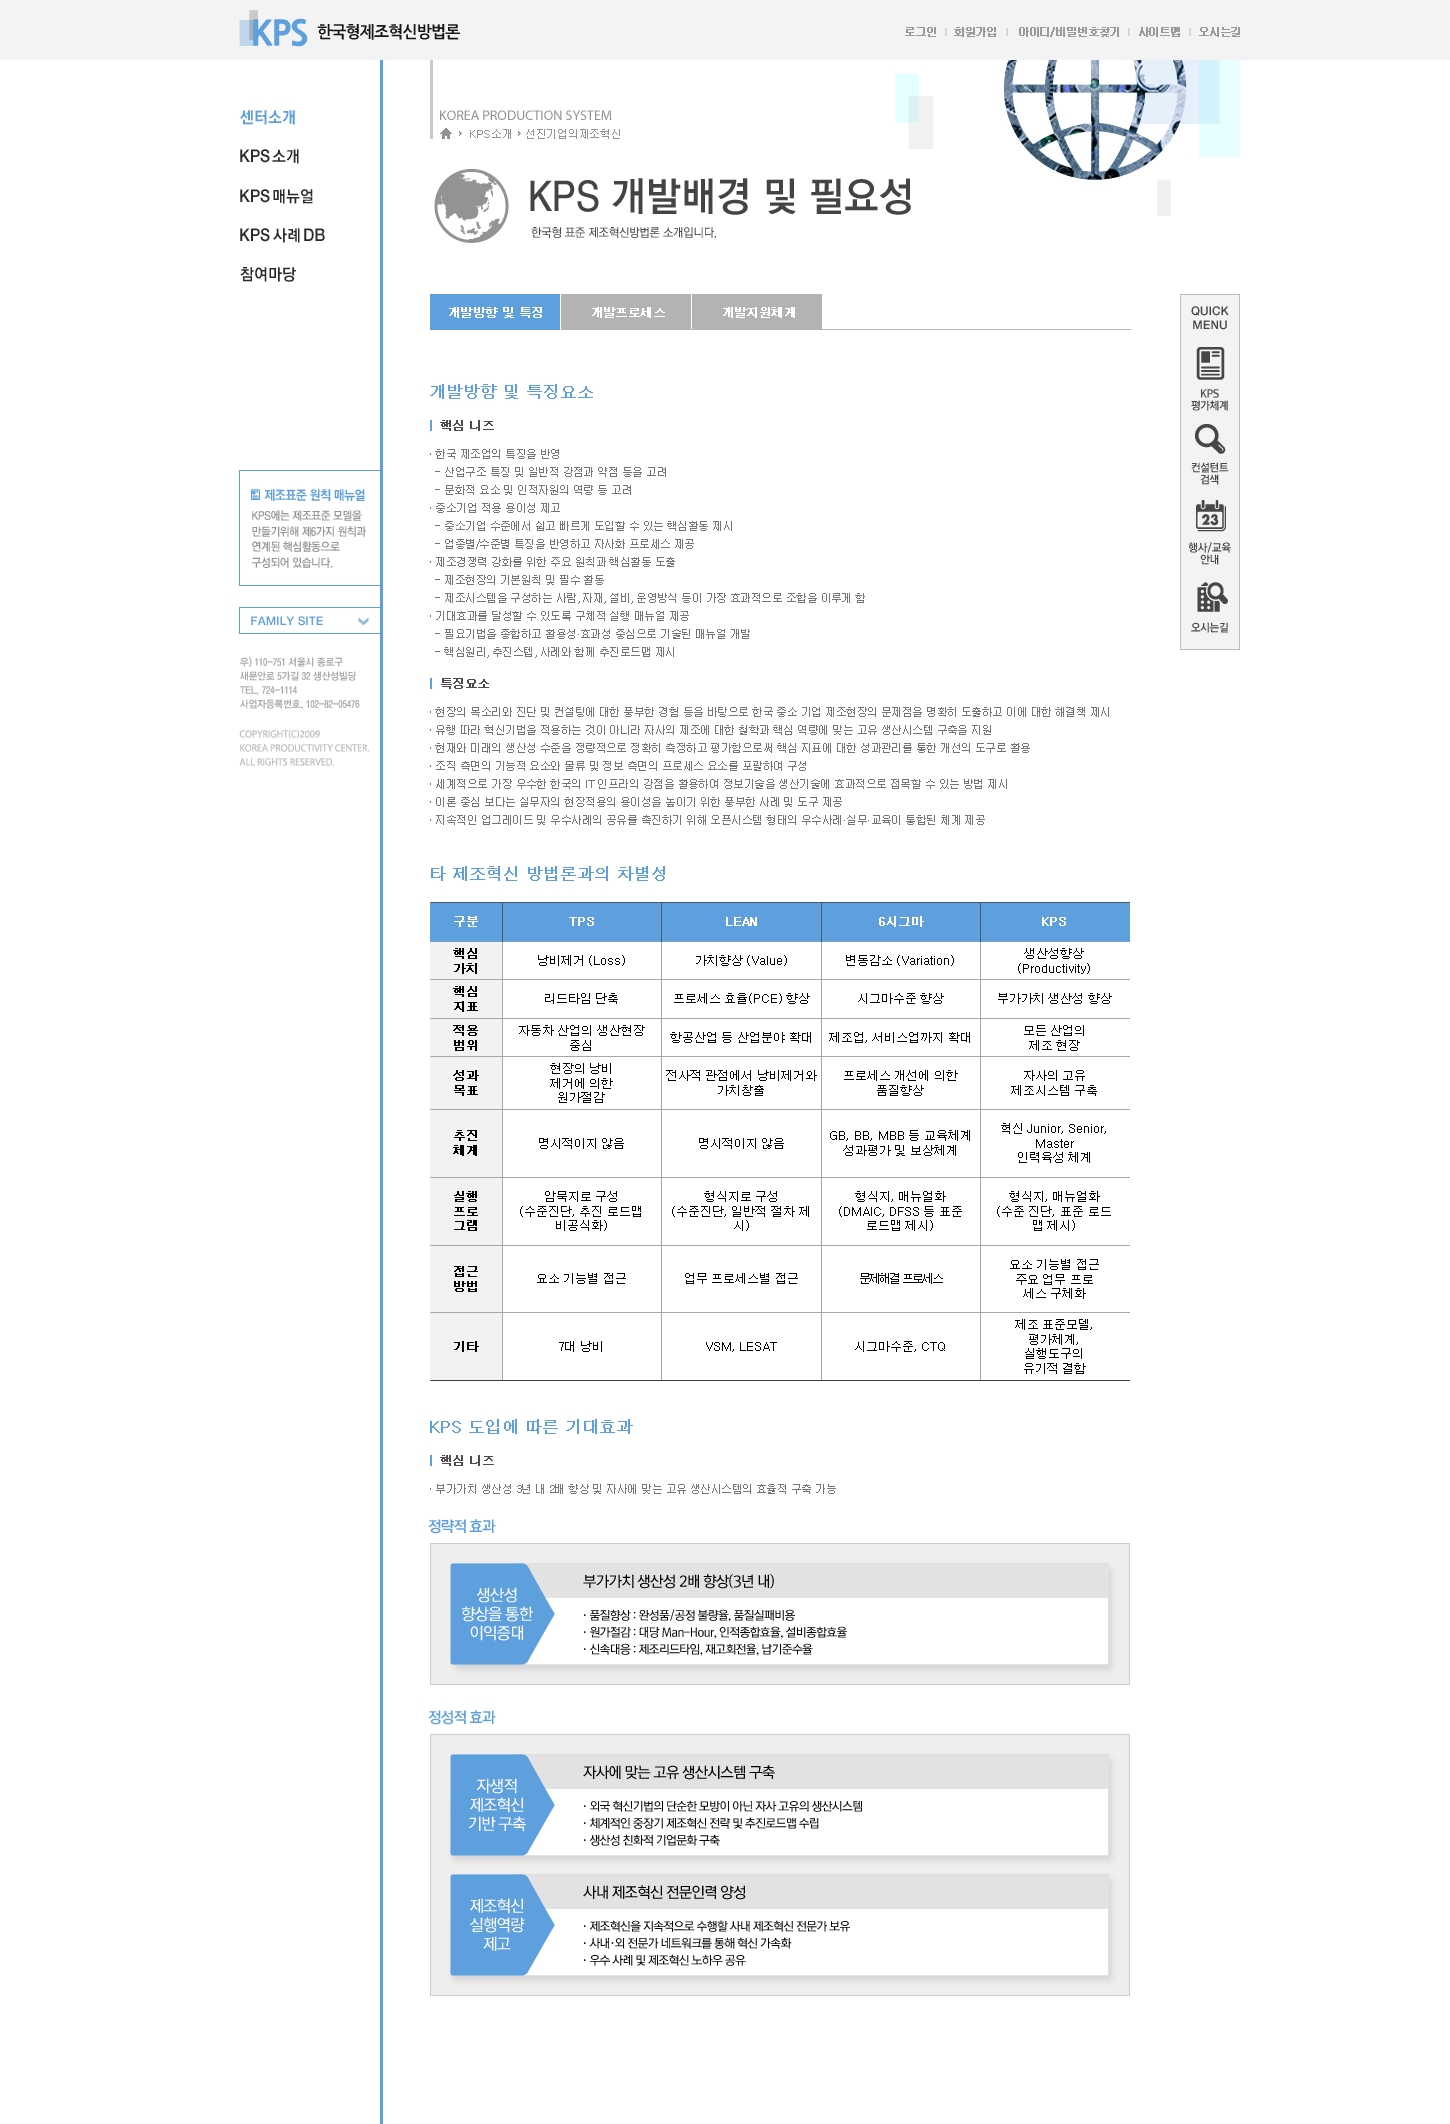 KPS 한국형제조혁신방법론
로그인 | 회원가입 | 아이디/비밀번호찾기 | 사이트맵 | 오시는길
센터소개
KPS 소개
KPS 매뉴얼
KPS 사례 DB
참여마당
제조표준 원칙 매뉴얼
KPS에는 제조표준 모델을
만들기위해 제6가지 원칙과
연계된 핵심활동으로
구성되어 있습니다.
FAMILY SITE
우) 110-751 서울시 종로구
새문안로 5가길 32 생산성빌딩
TEL. 724-1114
사업자등록번호. 102-82-05476
COPYRIGHT(C)2009
KOREA PRODUCTIVITY CENTER.
ALL RIGHTS RESERVED.
KOREA PRODUCTION SYSTEM
KPS소개 > 선진기업의제조혁신
KPS 개발배경 및 필요성
한국형 표준 제조혁신방법론 소개입니다.
개발방향 및 특징
개발프로세스
개발지원체계
QUICK
MENU
KPS
평가체계
컨설턴트
검색
23
행사/교육
안내
오시는길
개발방향 및 특징요소
핵심 니즈
· 한국 제조업의 특징을 반영
- 산업구조 특징 및 일반적 강점과 약점 등을 고려
- 문화적 요소 및 인적자원의 역량 등 고려
· 중소기업 적용 용이성 제고
- 중소기업 수준에서 쉽고 빠르게 도입할 수 있는 핵심활동 제시
- 업종별/수준별 특징을 반영하고 자사화 프로세스 제공
· 제조경쟁력 강화를 위한 주요 원칙과 핵심활동 도출
- 제조현장의 기본원칙 및 필수 활동
- 제조시스템을 구성하는 사람, 자재, 설비, 운영방식 등이 가장 효과적으로 조합을 이루게 함
· 기대효과를 달성할 수 있도록 구체적 실행 매뉴얼 제공
- 필요기법을 종합하고 활용성·효과성 중심으로 기술된 매뉴얼 개발
- 핵심원리, 추진스텝, 사례와 함께 추진로드맵 제시
특징요소
· 현장의 목소리와 진단 및 컨설팅에 대한 풍부한 경험 등을 바탕으로 한국 중소 기업 제조현장의 문제점을 명확히 도출하고 이에 대한 해결책 제시
· 유행 따라 혁신기법을 적용하는 것이 아니라 자사의 제조에 대한 철학과 핵심 역량에 맞는 고유 생산시스템 구축을 지원
· 현재와 미래의 생산성 수준을 정량적으로 정확히 측정하고 평가함으로써 핵심 지표에 대한 성과관리를 통한 개선의 도구로 활용
· 조직 측면의 기능적 요소와 물류 및 정보 측면의 프로세스 요소를 포괄하여 구성
· 세계적으로 가장 우수한 한국의 IT 인프라의 강점을 활용하여 정보기술을 생산기술에 효과적으로 접목할 수 있는 방법 제시
· 이론 중심 보다는 실무자의 현장적용의 용이성을 높이기 위한 풍부한 사례 및 도구 제공
· 지속적인 업그레이드 및 우수사례의 공유를 촉진하기 위해 오픈시스템 형태의 우수사례·실무·교육이 통합된 체계 제공
타 제조혁신 방법론과의 차별성
구분 TPS LEAN 6시그마 KPS
핵심
가치
낭비제거 (Loss)
가치향상 (Value)
변동감소 (Variation)
생산성향상
(Productivity)
핵심
지표
리드타임 단축
프로세스 효율(PCE) 향상
시그마수준 향상
부가가치 생산성 향상
적용
범위
자동차 산업의 생산현장
중심
항공산업 등 산업분야 확대
제조업, 서비스업까지 확대
모든 산업의
제조 현장
성과
목표
현장의 낭비
제거에 의한
원가절감
전사적 관점에서 낭비제거와
가치창출
프로세스 개선에 의한
품질향상
자사의 고유
제조시스템 구축
추진
체계
명시적이지 않음
명시적이지 않음
GB, BB, MBB 등 교육체계
성과평가 및 보상체계
혁신 Junior, Senior,
Master
인력육성 체계
실행
프로
그램
암묵지로 구성
(수준진단, 추진 로드맵
비공식화)
형식지로 구성
(수준진단, 일반적 절차 제
시)
형식지, 매뉴얼화
(DMAIC, DFSS 등 표준
로드맵 제시)
형식지, 매뉴얼화
(수준 진단, 표준 로드
맵 제시)
접근
방법
요소 기능별 접근
업무 프로세스별 접근
문제해결 프로세스
요소 기능별 접근
주요 업무 프로
세스 구체화
기타
7대 낭비
VSM, LESAT
시그마수준, CTQ
제조 표준모델,
평가체계,
실행도구의
유기적 결합
KPS 도입에 따른 기대효과
핵심 니즈
· 부가가치 생산성 3년 내 2배 향상 및 자사에 맞는 고유 생산시스템의 효율적 구축 가능
정략적 효과
생산성
향상을 통한
이익증대
부가가치 생산성 2배 향상(3년 내)
· 품질향상 : 완성품/공정 불량율, 품질실패비용
· 원가절감 : 대당 Man-Hour, 인적종합효율, 설비종합효율
· 신속대응 : 제조리드타임, 재고회전율, 납기준수율
정성적 효과
자생적
제조혁신
기반 구축
자사에 맞는 고유 생산시스템 구축
· 외국 혁신기법의 단순한 모방이 아닌 자사 고유의 생산시스템
· 체계적인 중장기 제조혁신 전략 및 추진로드맵 수립
· 생산성 친화적 기업문화 구축
제조혁신
실행역량
제고
사내 제조혁신 전문인력 양성
· 제조혁신을 지속적으로 수행할 사내 제조혁신 전문가 보유
· 사내·외 전문가 네트워크를 통해 혁신 가속화
· 우수 사례 및 제조혁신 노하우 공유